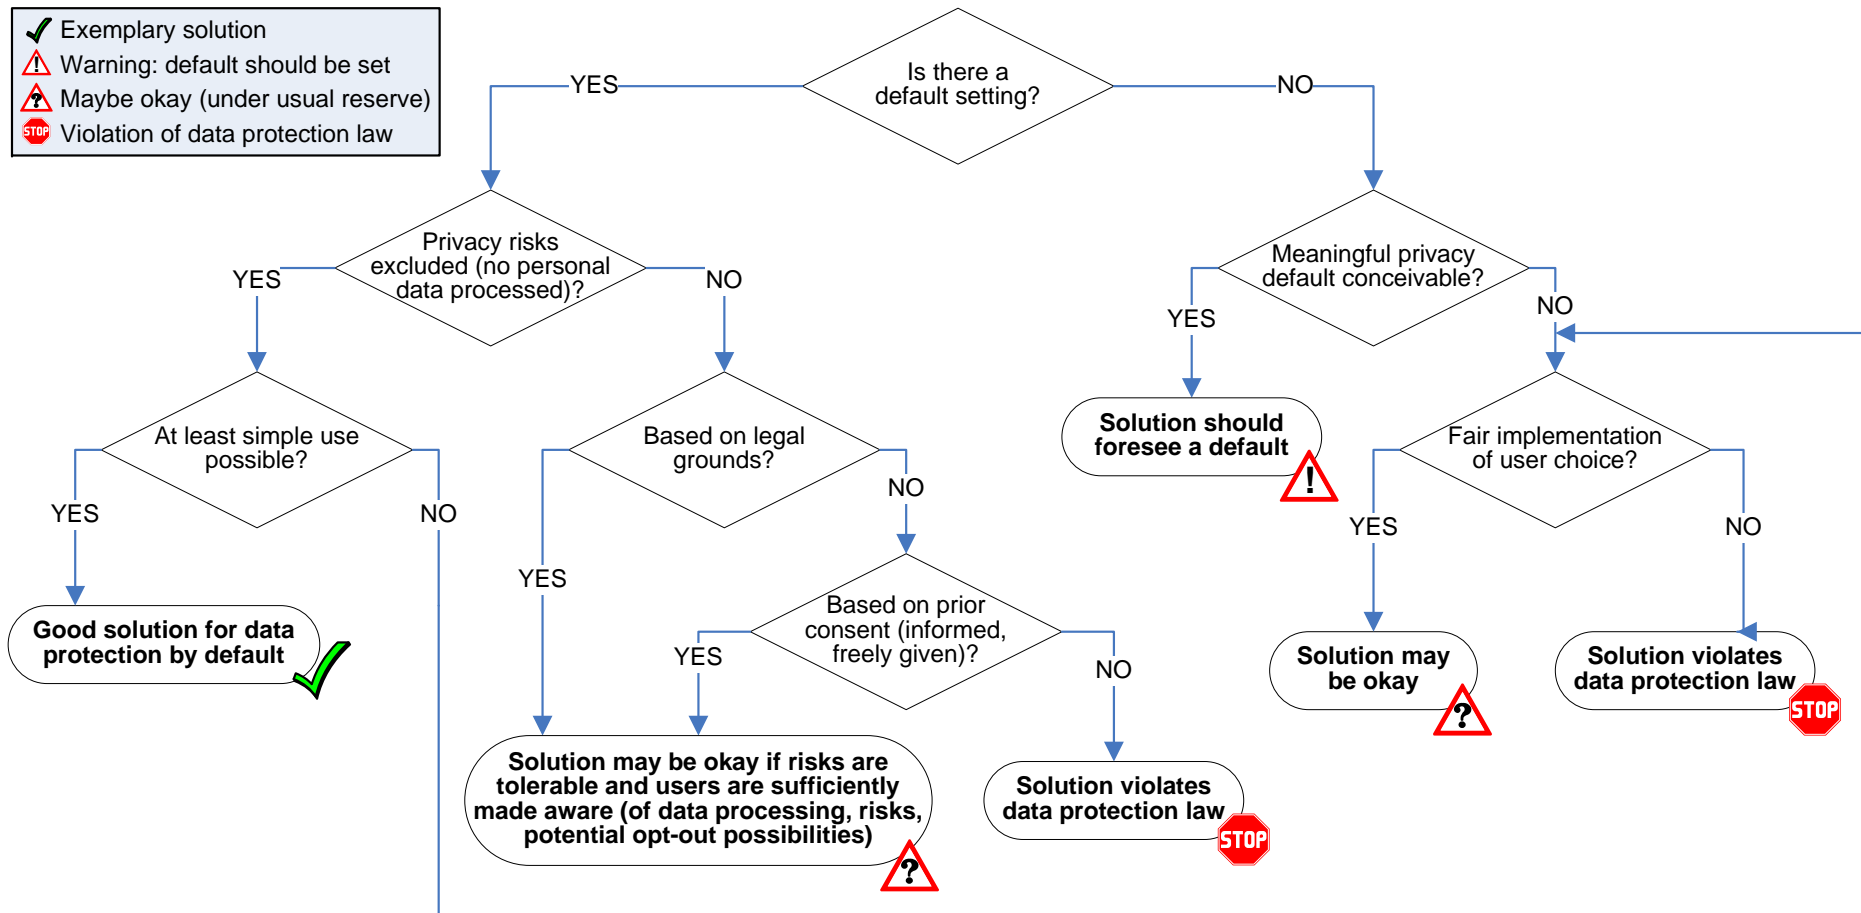 Exemplary solution
! Warning: default should be set
? Maybe okay (under usual reserve)
STOP Violation of data protection law
Is there a
default setting?
YES
NO
Privacy risks
excluded (no personal
data processed)?
YES
NO
Meaningful privacy
default conceivable?
YES
NO
At least simple use
possible?
YES
NO
Based on legal
grounds?
YES
NO
Solution should
foresee a default
!
Fair implementation
of user choice?
YES
NO
Good solution for data
protection by default
Based on prior
consent (informed,
freely given)?
YES
NO
Solution may
be okay
?
Solution violates
data protection law
STOP
Solution may be okay if risks are
tolerable and users are sufficiently
made aware (of data processing, risks,
potential opt-out possibilities)
?
Solution violates
data protection law
STOP